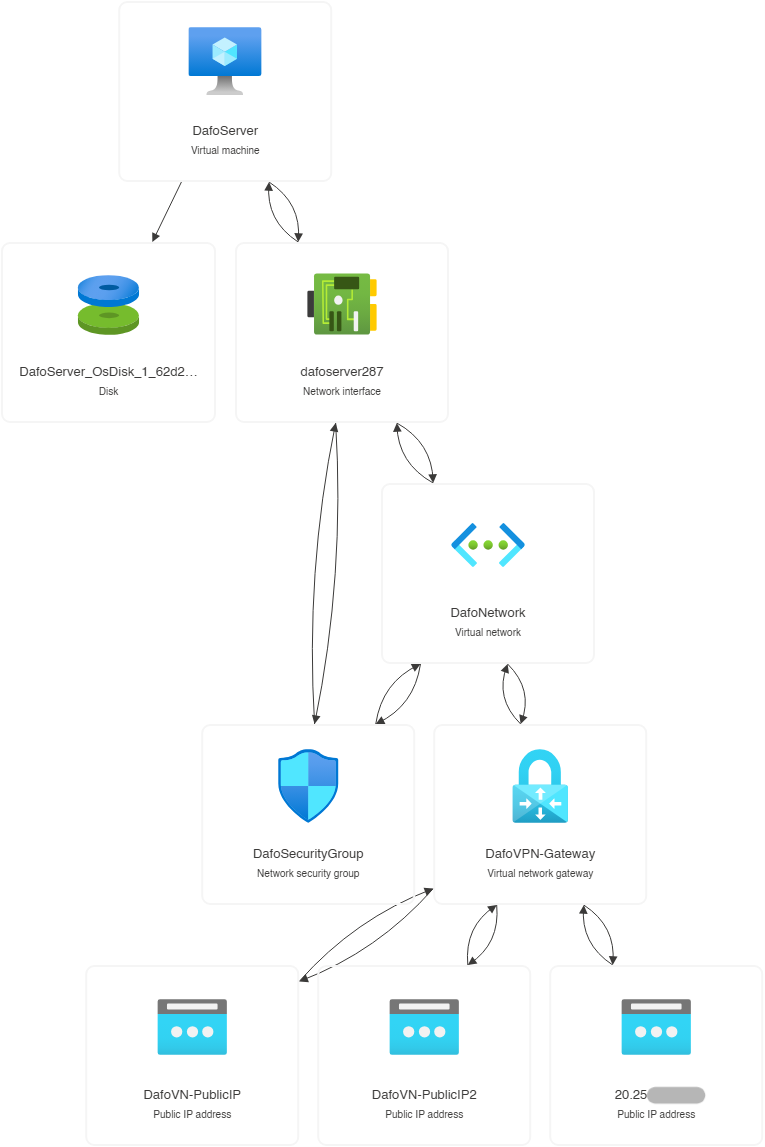 DafoServer
Virtual machine
DafoServer_OsDisk_1_62d2...
Disk
dafoserver287
Network interface
DafoNetwork
Virtual network
DafoSecurityGroup
Network security group
DafoVPN-Gateway
Virtual network gateway
DafoVN-PublicIP
Public IP address
DafoVN-PublicIP2
Public IP address
20.25
Public IP address